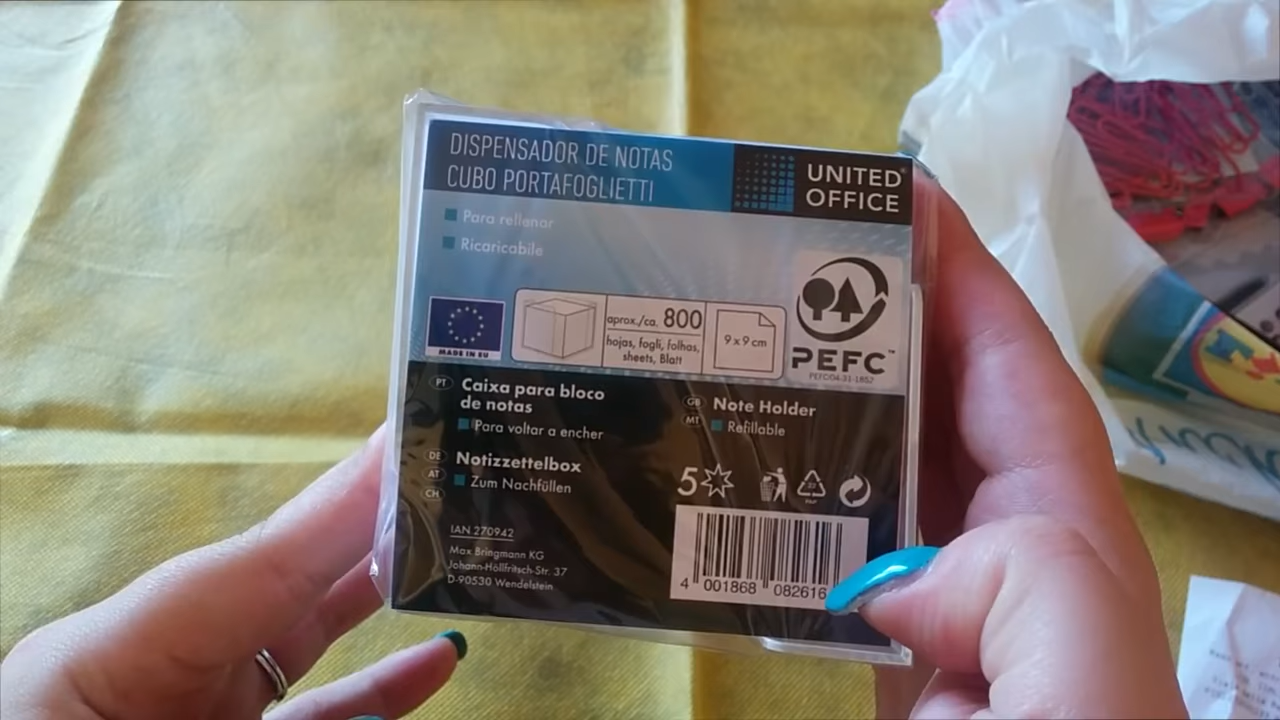 DISPENSADOR DE NOTAS
CUBO PORTAFOGLIETTI
UNITED
OFFICE
Para rellenar
Ricaricabile
MADE IN EU
aprox./ca. 800
hojas, fogli, folhas,
sheets, Blatt
9 x 9 cm
PEFC™
PEFC/04-31-1852
PT Caixa para bloco
de notas
Para voltar a encher
DE AT CH Notizzettelbox
Zum Nachfüllen
GB MT Note Holder
Refillable
5
PAP
IAN 270942
Max Bringmann KG
Johann-Höllfritsch-Str. 37
D-90530 Wendelstein
4 001868 082616